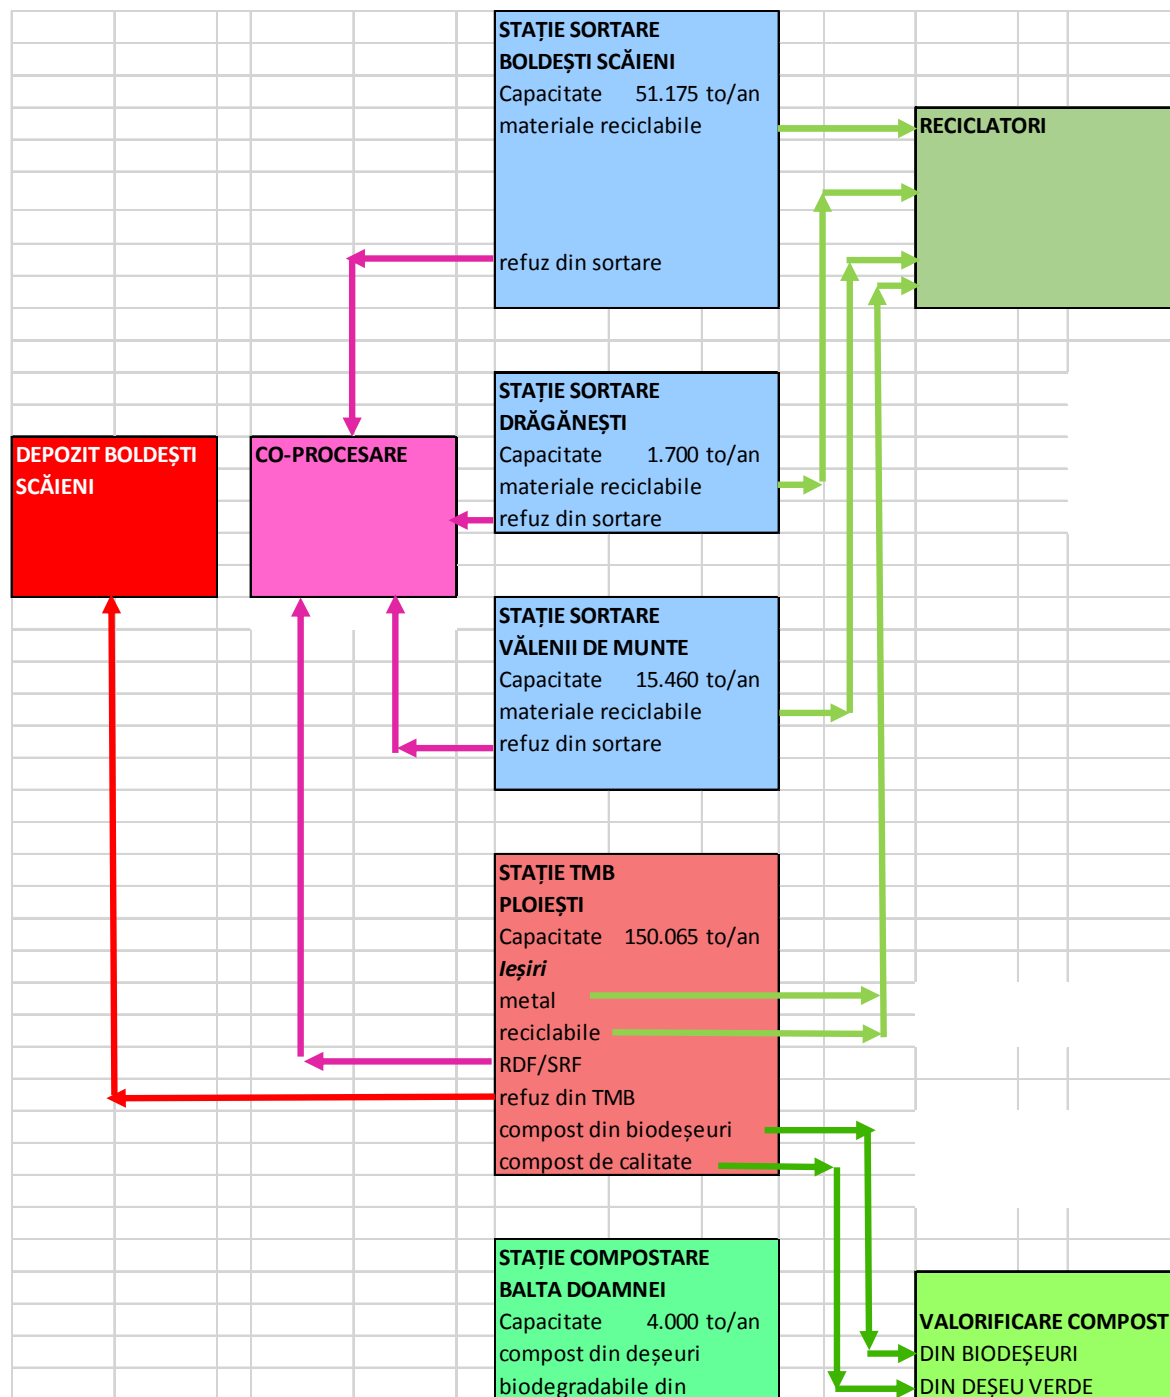 STAȚIE SORTARE
BOLDEȘTI SCĂIENI
Capacitate 51.175 to/an
materiale reciclabile
refuz din sortare
RECICLATORI
STAȚIE SORTARE
DRĂGĂNEȘTI
Capacitate 1.700 to/an
materiale reciclabile
refuz din sortare
DEPOZIT BOLDEȘTI
SCĂIENI
CO-PROCESARE
STAȚIE SORTARE
VĂLENII DE MUNTE
Capacitate 15.460 to/an
materiale reciclabile
refuz din sortare
STAȚIE TMB
PLOIEȘTI
Capacitate 150.065 to/an
Ieșiri
metal
reciclabile
RDF/SRF
refuz din TMB
compost din biodeșeuri
compost de calitate
STAȚIE COMPOSTARE
BALTA DOAMNEI
Capacitate 4.000 to/an
compost din deșeuri
biodegradabile din
VALORIFICARE COMPOST
DIN BIODEȘEURI
DIN DEȘEU VERDE